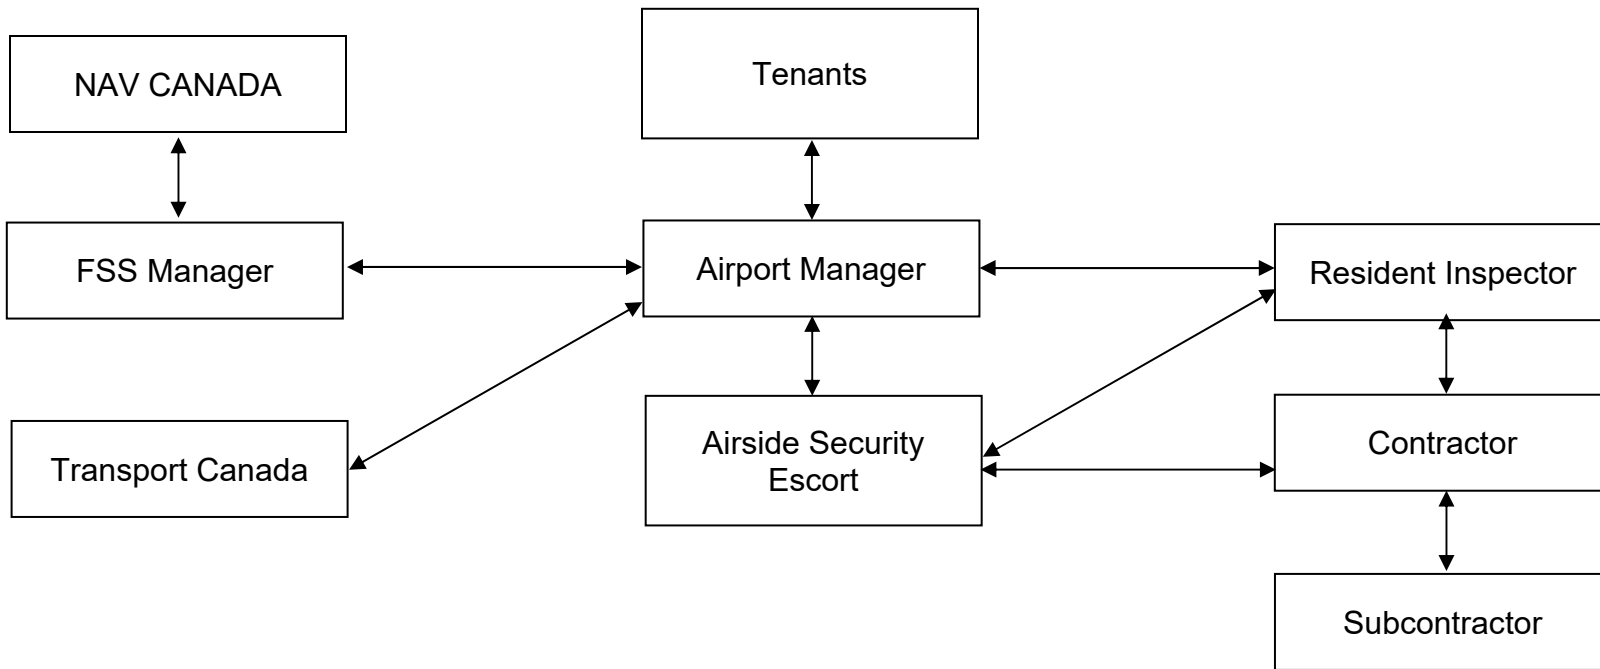 NAV CANADA
Tenants
FSS Manager
Airport Manager
Resident Inspector
Transport Canada
Airside Security
Escort
Contractor
Subcontractor